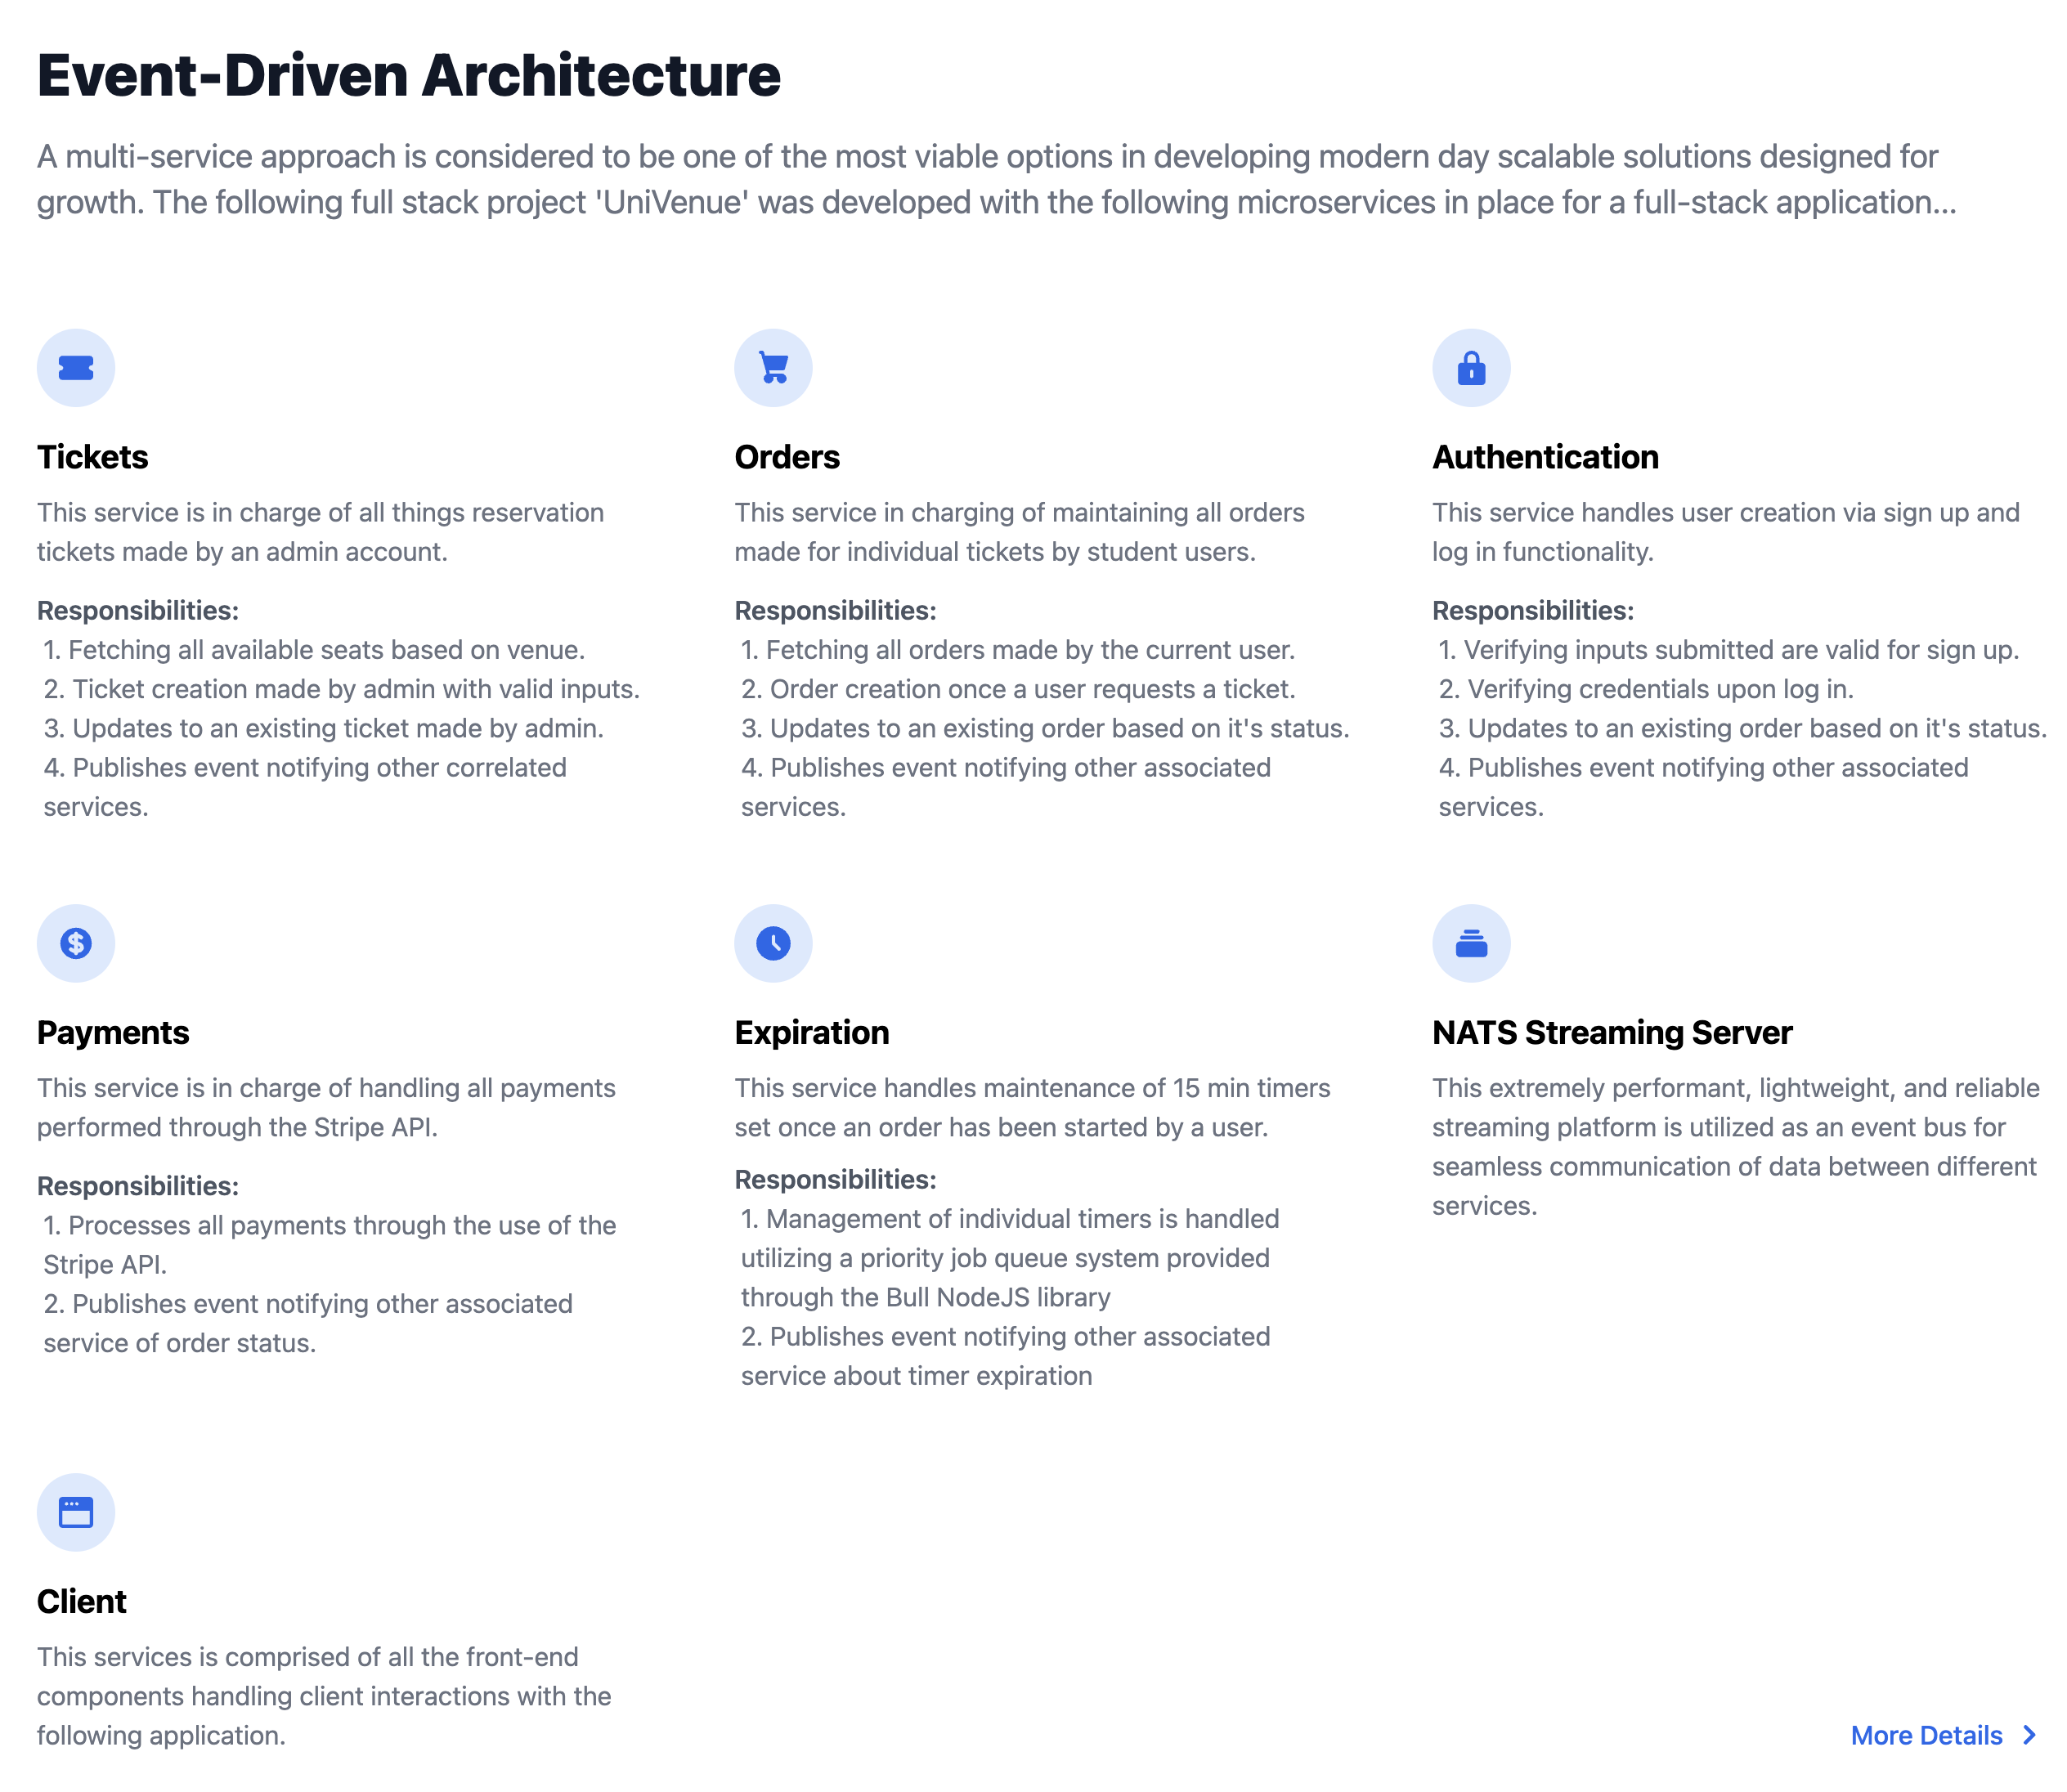 Event-Driven Architecture
A multi-service approach is considered to be one of the most viable options in developing modern day scalable solutions designed for
growth. The following full stack project 'UniVenue' was developed with the following microservices in place for a full-stack application...
Tickets
This service is in charge of all things reservation
tickets made by an admin account.
Responsibilities:
1. Fetching all available seats based on venue.
2. Ticket creation made by admin with valid inputs.
3. Updates to an existing ticket made by admin.
4. Publishes event notifying other correlated
services.
Orders
This service in charging of maintaining all orders
made for individual tickets by student users.
Responsibilities:
1. Fetching all orders made by the current user.
2. Order creation once a user requests a ticket.
3. Updates to an existing order based on it's status.
4. Publishes event notifying other associated
services.
Authentication
This service handles user creation via sign up and
log in functionality.
Responsibilities:
1. Verifying inputs submitted are valid for sign up.
2. Verifying credentials upon log in.
3. Updates to an existing order based on it's status.
4. Publishes event notifying other associated
services.
Payments
This service is in charge of handling all payments
performed through the Stripe API.
Responsibilities:
1. Processes all payments through the use of the
Stripe API.
2. Publishes event notifying other associated
service of order status.
Expiration
This service handles maintenance of 15 min timers
set once an order has been started by a user.
Responsibilities:
1. Management of individual timers is handled
utilizing a priority job queue system provided
through the Bull NodeJS library
2. Publishes event notifying other associated
service about timer expiration
NATS Streaming Server
This extremely performant, lightweight, and reliable
streaming platform is utilized as an event bus for
seamless communication of data between different
services.
Client
This services is comprised of all the front-end
components handling client interactions with the
following application.
More Details